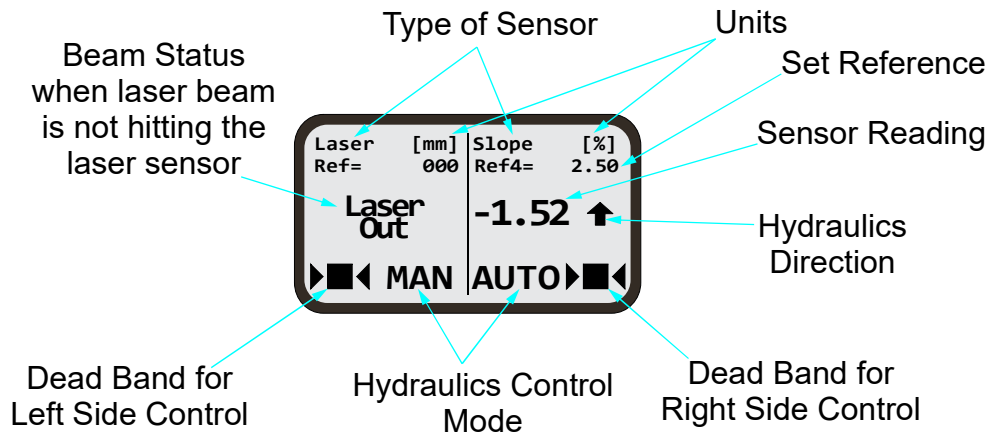 Type of Sensor
Units
Beam Status
when laser beam
is not hitting the
laser sensor
Set Reference
Sensor Reading
Hydraulics
Direction
Laser [mm]
Ref= 000
Laser
Out
MAN
Slope [%]
Ref4= 2.50
-1.52
AUTO
Dead Band for
Left Side Control
Hydraulics Control
Mode
Dead Band for
Right Side Control